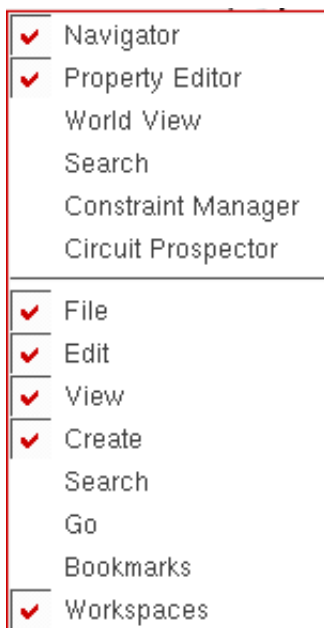 Navigator
Property Editor
World View
Search
Constraint Manager
Circuit Prospector
File
Edit
View
Create
Search
Go
Bookmarks
Workspaces